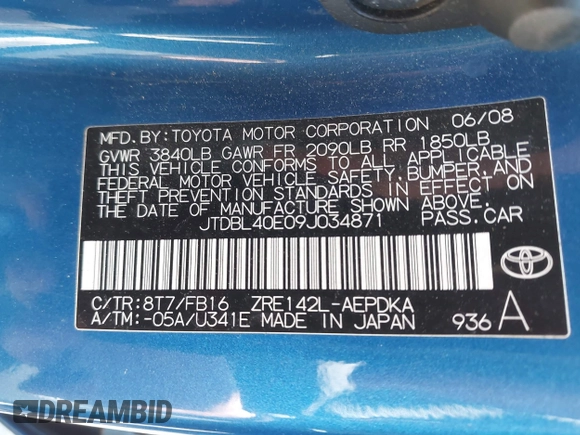 MFD. BY: TOYOTA MOTOR CORPORATION 06/08
GVWR 3840LB GAWR FR 2090LB RR 1850LB
THIS VEHICLE CONFORMS TO ALL APPLICABLE
FEDERAL MOTOR VEHICLE SAFETY, BUMPER, AND
THEFT PREVENTION STANDARDS IN EFFECT ON
THE DATE OF MANUFACTURE SHOWN ABOVE.
JTDBL40E09J034871 PASS. CAR
C/TR: 8T7/FB16 ZRE142L-AEPDKA
A/TM: -05A/U341E MADE IN JAPAN 936 A
TOYOTA
DREAMBID